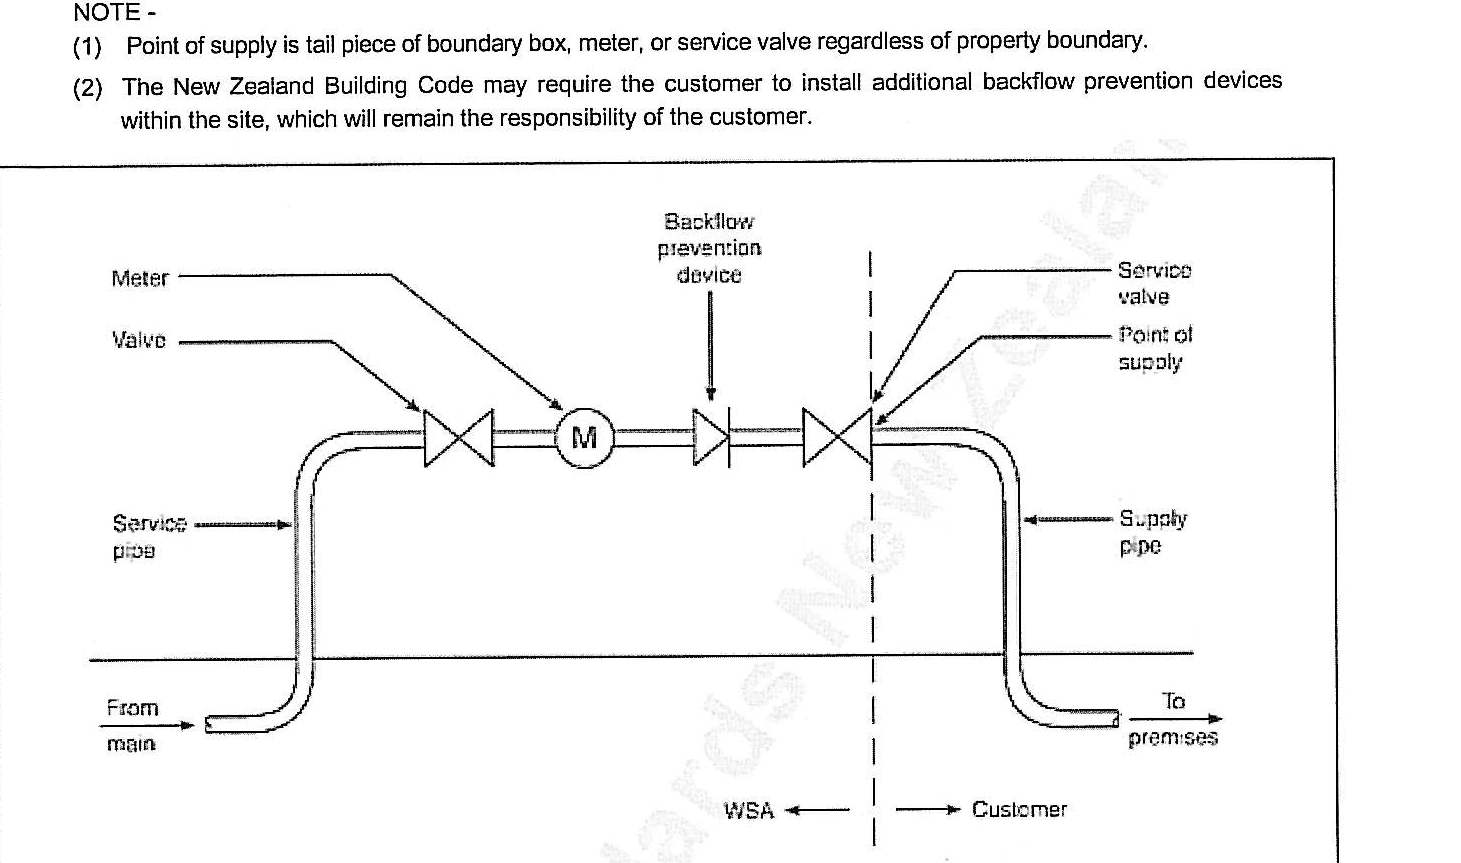 NOTE -
(1) Point of supply is tail piece of boundary box, meter, or service valve regardless of property boundary.
(2) The New Zealand Building Code may require the customer to install additional backflow prevention devices
within the site, which will remain the responsibility of the customer.
Backflow
prevention
device
Meter
Valve
Service
valve
Point of
supply
M
Service
pipe
Supply
pipe
From
main
To
premises
WSA
Customer
ards New Zeala